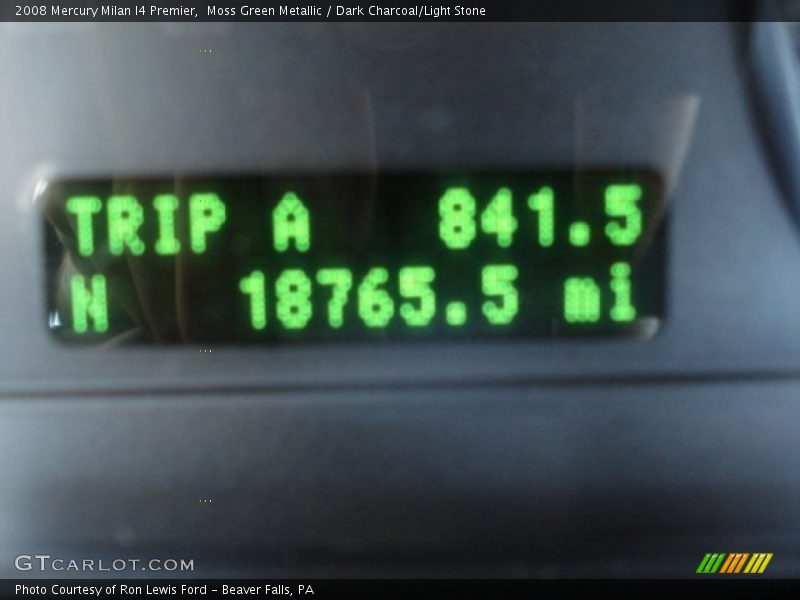 2008 Mercury Milan I4 Premier,  Moss Green Metallic / Dark Charcoal/Light Stone
TRIP A 841.5
N 18765.5 mi
GTCARLOT.COM
Photo Courtesy of Ron Lewis Ford – Beaver Falls, PA